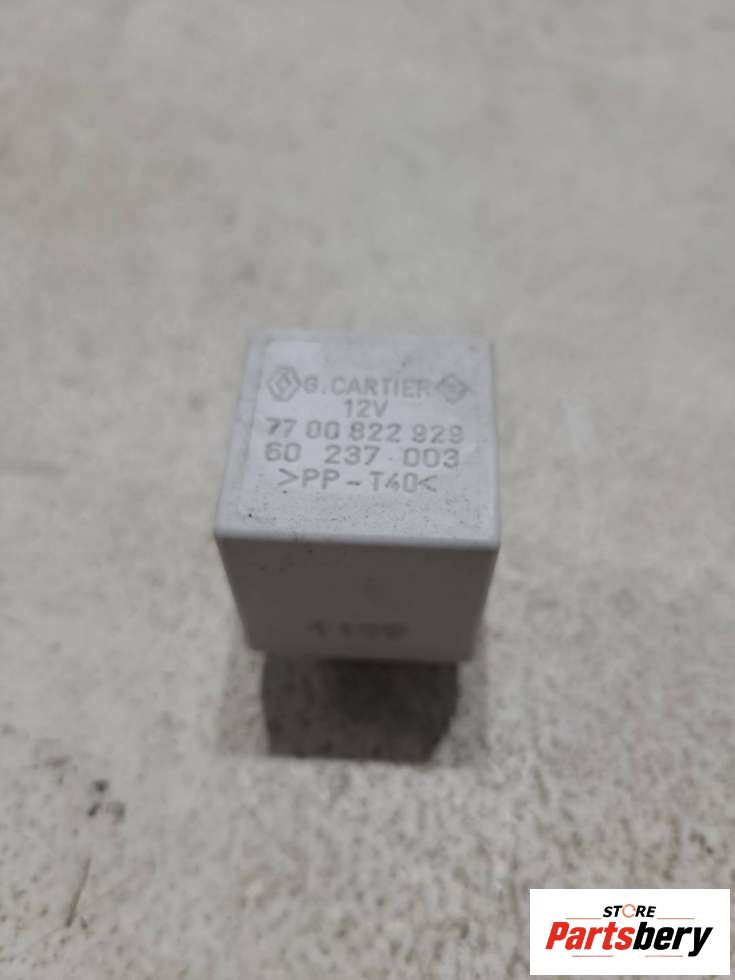 G.CARTIER
12V
77 00 822 929
60 237 003
>PP-T40<
STORE
Partsbery